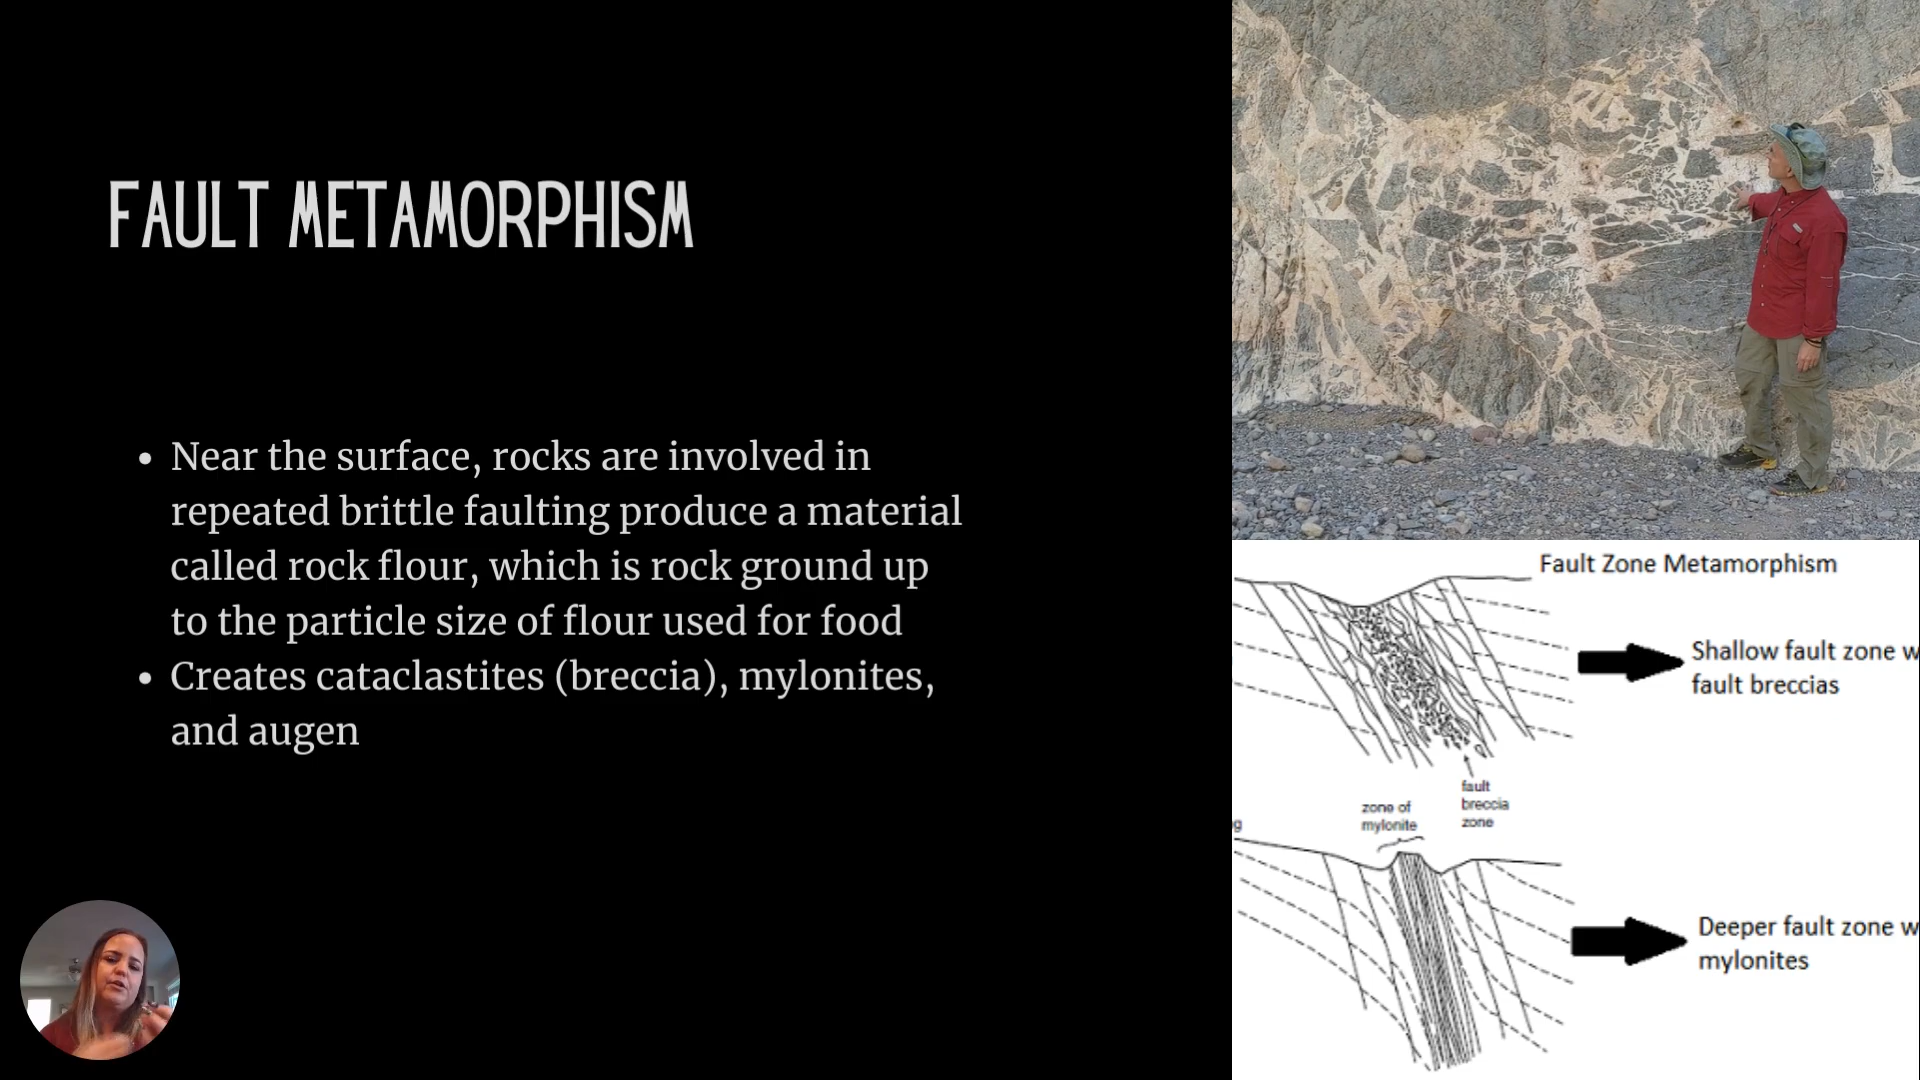 FAULT METAMORPHISM
• Near the surface, rocks are involved in
repeated brittle faulting produce a material
called rock flour, which is rock ground up
to the particle size of flour used for food
• Creates cataclastites (breccia), mylonites,
and augen
Fault Zone Metamorphism
Shallow fault zone w
fault breccias
fault
breccia
zone
zone of
mylonite
g
Deeper fault zone w
mylonites